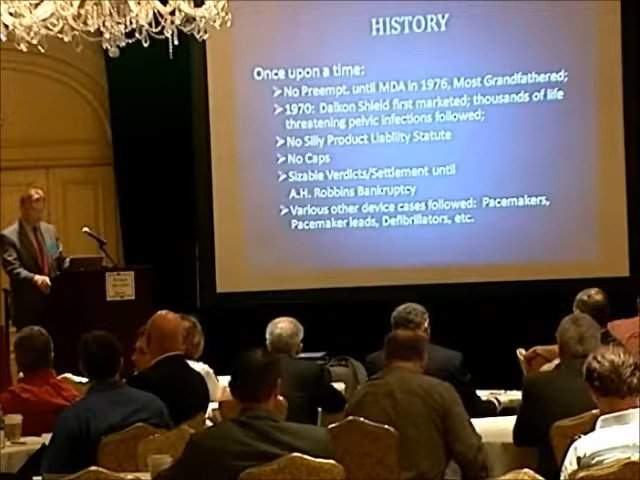 HISTORY
Once upon a time:
➢No Preempt. until MDA in 1976, Most Grandfathered;
➢1970: Dalkon Shield first marketed; thousands of life
threatening pelvic infections followed;
➢No Silly Product Liability Statute
➢No Caps
➢Sizable Verdicts/Settlement until
A.H. Robbins Bankruptcy
➢Various other device cases followed: Pacemakers,
Pacemaker leads, Defibrillators, etc.